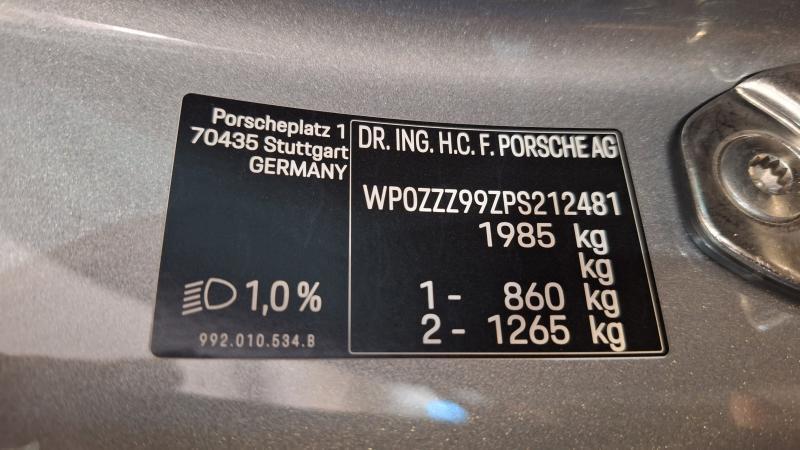 Porscheplatz 1
70435 Stuttgart
GERMANY
1,0 %
992.010.534.B
DR. ING. H.C. F. PORSCHE AG
WP0ZZZ99ZPS212481
1985 kg
kg
1 - 860 kg
2 - 1265 kg